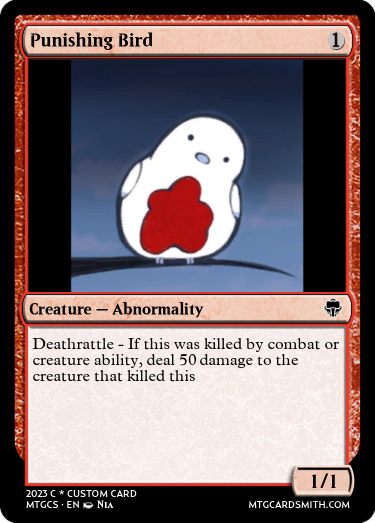 Punishing Bird 1
Creature — Abnormality
Deathrattle - If this was killed by combat or
creature ability, deal 50 damage to the
creature that killed this
1/1
2023 C * CUSTOM CARD
MTGCS · EN NIA
MTGCARDSMITH.COM